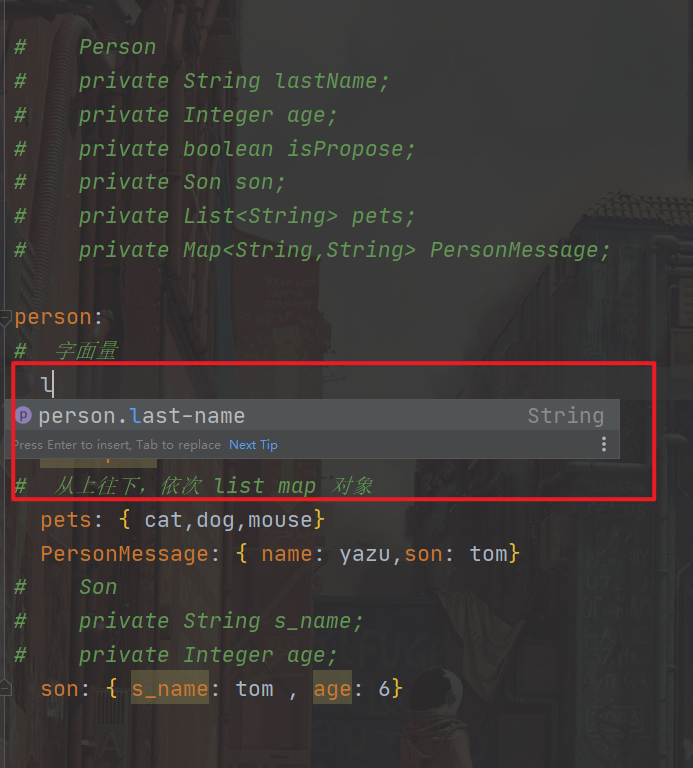 # Person
# private String lastName;
# private Integer age;
# private boolean isPropose;
# private Son son;
# private List<String> pets;
# private Map<String,String> PersonMessage;
person:
# 字面量
l
p person.last-name String
Press Enter to insert, Tab to replace Next Tip
# 从上往下，依次 list map 对象
pets: { cat,dog,mouse}
PersonMessage: { name: yazu,son: tom}
# Son
# private String s_name;
# private Integer age;
son: { s_name: tom , age: 6}